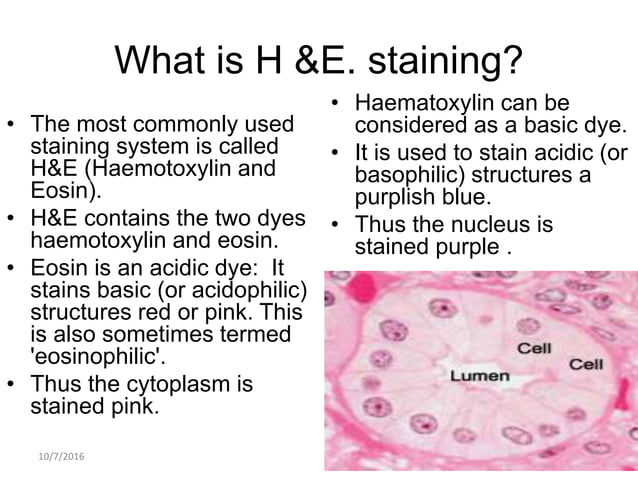 What is H &E. staining?
• The most commonly used
staining system is called
H&E (Haemotoxylin and
Eosin).
• H&E contains the two dyes
haemotoxylin and eosin.
• Eosin is an acidic dye:  It
stains basic (or acidophilic)
structures red or pink. This
is also sometimes termed
'eosinophilic'.
• Thus the cytoplasm is
stained pink.
• Haematoxylin can be
considered as a basic dye.
• It is used to stain acidic (or
basophilic) structures a
purplish blue.
• Thus the nucleus is
stained purple .
Cell
Cell
Lumen
10/7/2016